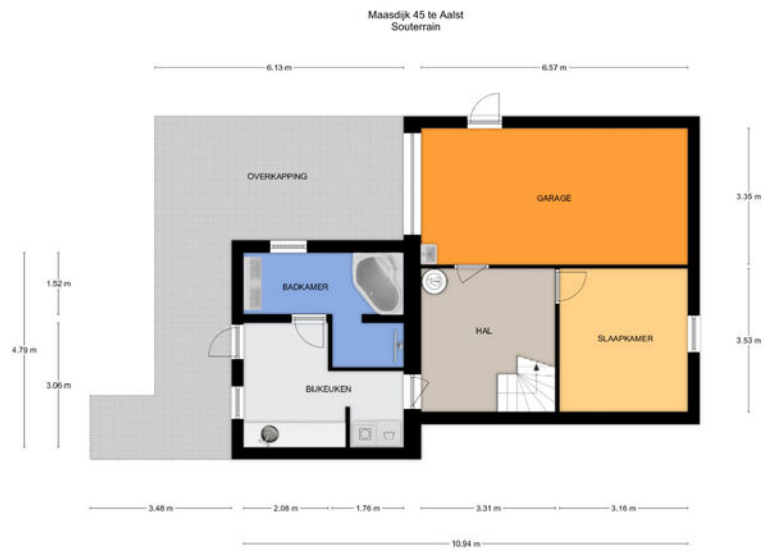 Maasdijk 45 te Aalst
Souterrain
6.13 m
6.57 m
OVERKAPPING
GARAGE
3.35 m
1.52 m
BADKAMER
HAL
SLAAPKAMER
3.53 m
4.79 m
3.06 m
BIJKEUKEN
3.48 m
2.08 m
1.76 m
3.31 m
3.16 m
10.94 m